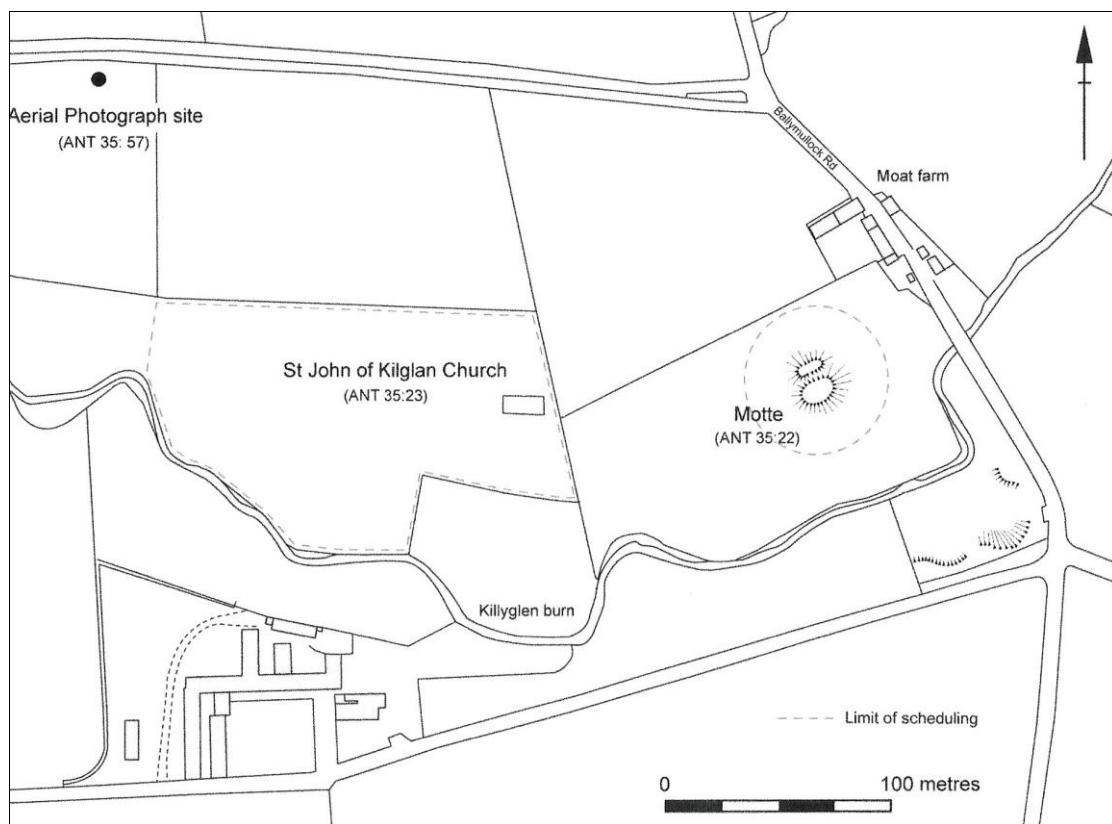 Aerial Photograph site
(ANT 35: 57)
Ballymullock Rd
Moat farm
St John of Kilglan Church
(ANT 35:23)
Motte
(ANT 35:22)
Killyglen burn
Limit of scheduling
0 100 metres